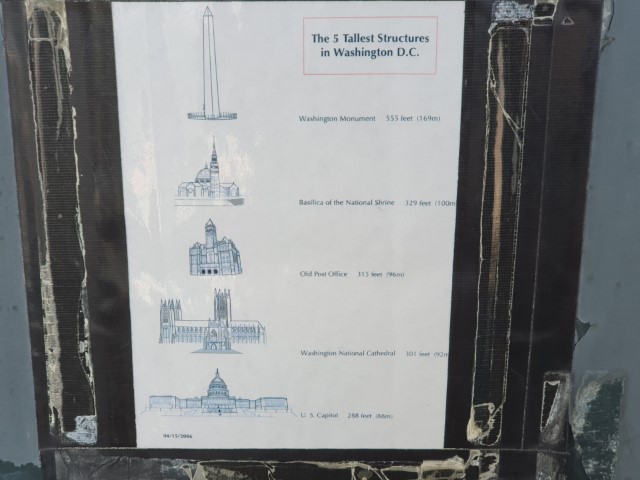 The 5 Tallest Structures
in Washington D.C.
Washington Monument 555 feet (169m)
Basilica of the National Shrine 329 feet (100m
Old Post Office 315 feet (96m)
Washington National Cathedral 301 feet (92m
U. S. Capitol 288 feet (88m)
04/15/2006